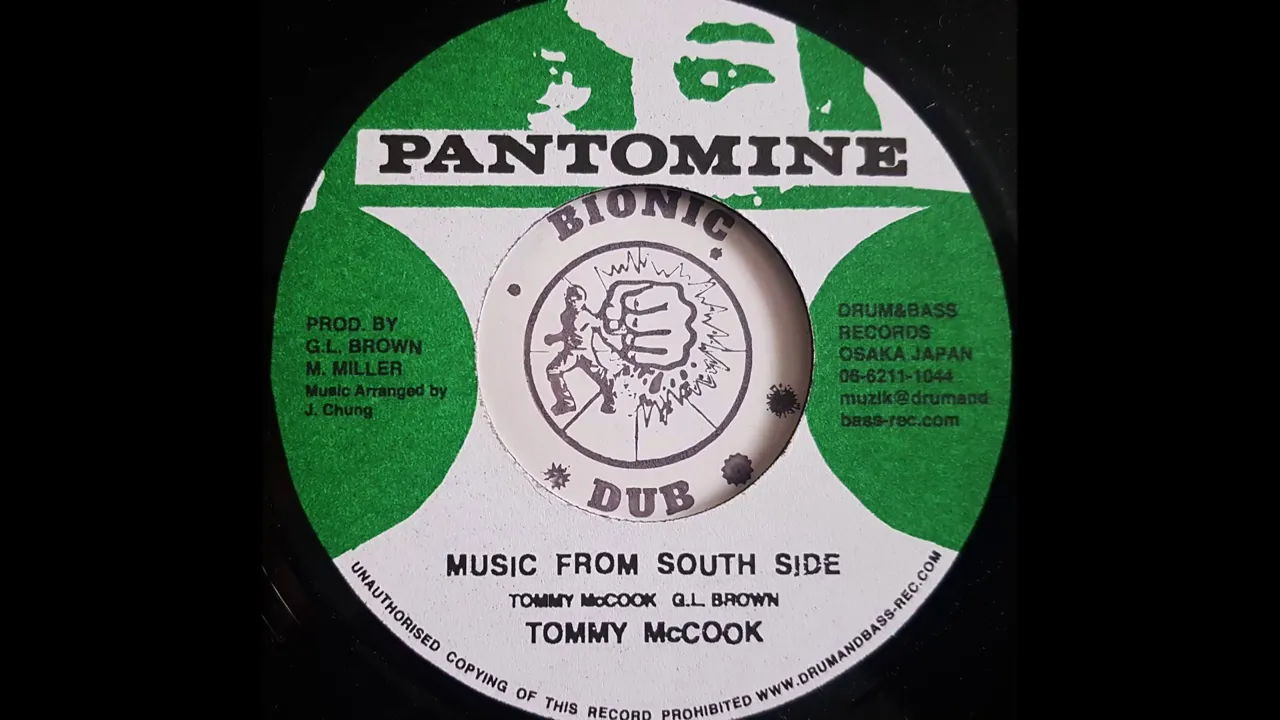 PANTOMINE
BIONIC
DUB
PROD. BY
G.L. BROWN
M. MILLER
Music Arranged by
J. Chung
DRUM&BASS
RECORDS
OSAKA JAPAN
06-6211-1044
muzik@drumand
bass-rec.com
MUSIC FROM SOUTH SIDE
TOMMY McCOOK G.L. BROWN
TOMMY McCOOK
UNAUTHORISED COPYING OF THIS RECORD PROHIBITED WWW.DRUMANDBASS-REC.COM